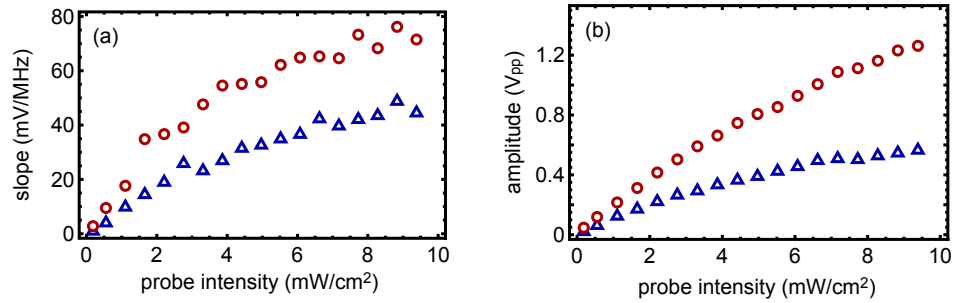 (a)
slope (mV/MHz)
80
60
40
20
0
0 2 4 6 8 10
probe intensity (mW/cm²)
(b)
amplitude (Vpp)
1.2
0.8
0.4
0
0 2 4 6 8 10
probe intensity (mW/cm²)